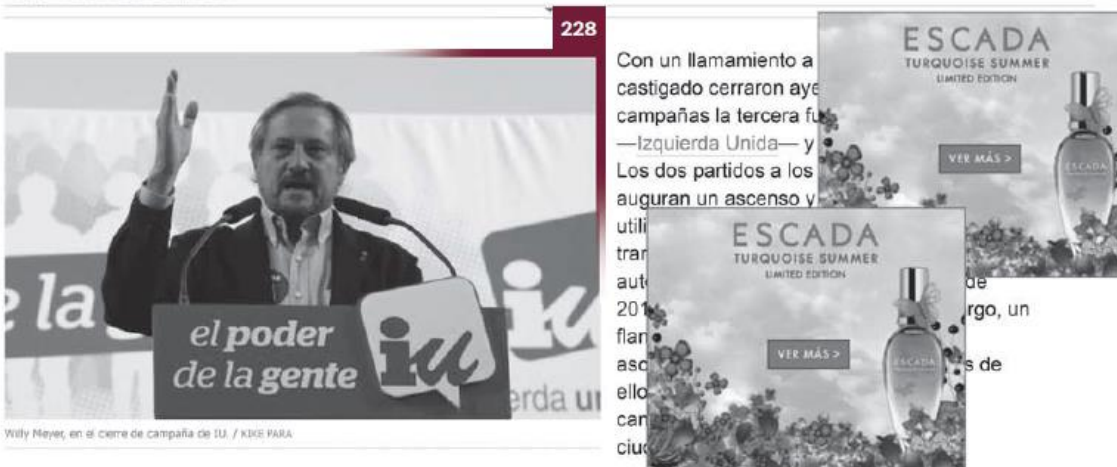 228
e la
el poder
de la gente
iu
iu
erda un
Willy Meyer, en el cierre de campaña de IU. / KIKE PARA
Con un llamamiento a
castigado cerraron aye
campañas la tercera fu
—Izquierda Unida— y
Los dos partidos a los
auguran un ascenso y
utili
tran
auto de
201 rgo, un
flan
aso s de
ello
can
ciud
ESCADA
TURQUOISE SUMMER
LIMITED EDITION
VER MÁS >
ESCADA
ESCADA
TURQUOISE SUMMER
LIMITED EDITION
VER MÁS >
ESCADA